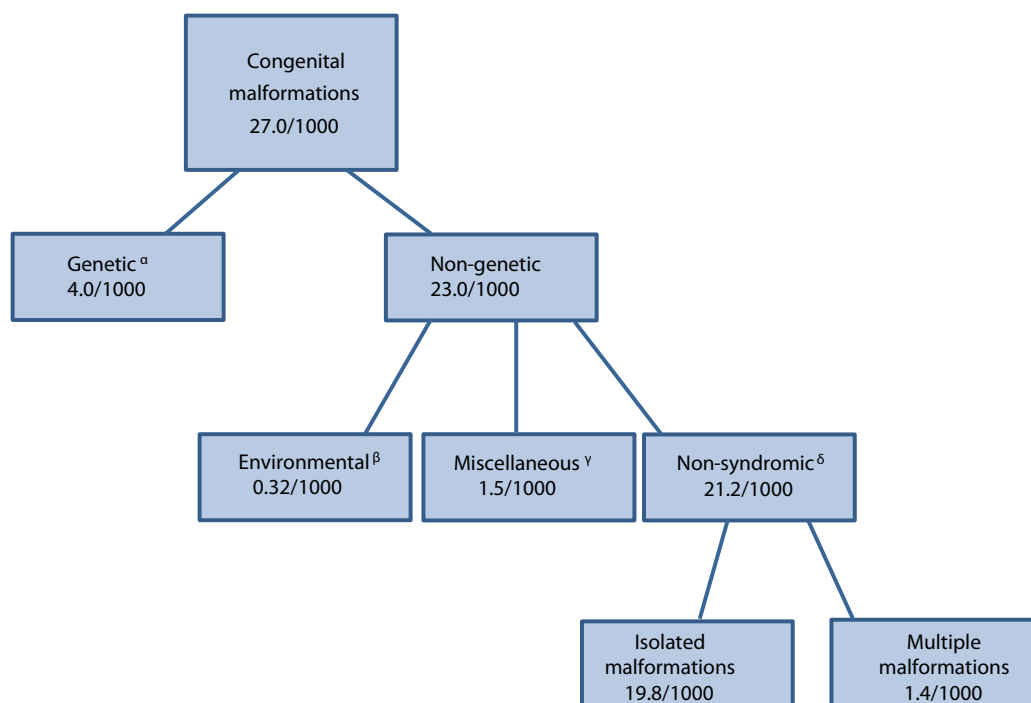 Congenital
malformations
27.0/1000
Genetic α
4.0/1000
Non-genetic
23.0/1000
Environmental β
0.32/1000
Miscellaneous γ
1.5/1000
Non-syndromic δ
21.2/1000
Isolated
malformations
19.8/1000
Multiple
malformations
1.4/1000